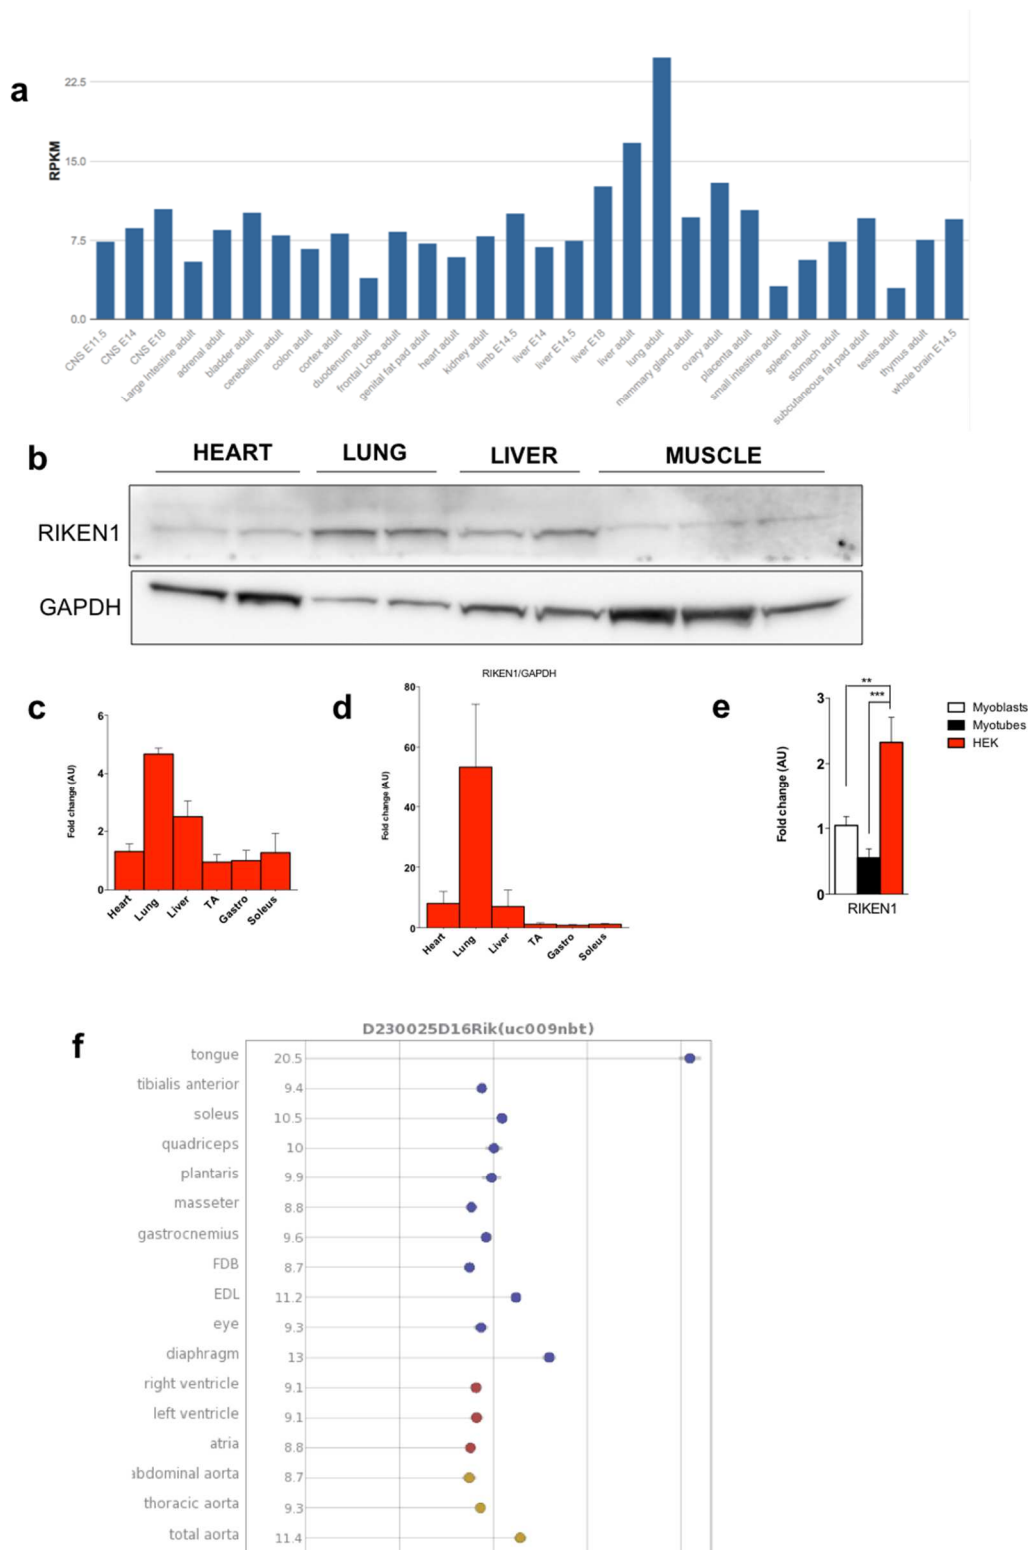 a
22.5
15.0
7.5
0.0
RPKM
CNS E11.5
CNS E14
CNS E18
Large Intestine adult
adrenal adult
bladder adult
cerebellum adult
colon adult
cortex adult
duodenum adult
frontal Lobe adult
genital fat pad adult
heart adult
kidney adult
limb E14.5
liver E14
liver E14.5
liver E18
liver adult
lung adult
mammary gland adult
ovary adult
placenta adult
small intestine adult
spleen adult
stomach adult
subcutaneous fat pad adult
testis adult
thymus adult
whole brain E14.5
b
HEART LUNG LIVER MUSCLE
RIKEN1
GAPDH
c
Fold change (AU)
6
4
2
0
Heart Lung Liver TA Gastro Soleus
d
RIKEN1/GAPDH
Fold change (AU)
80
60
40
20
0
Heart Lung Liver TA Gastro Soleus
e
Fold change (AU)
3
2
1
0
**
***
RIKEN1
Myoblasts
Myotubes
HEK
f
D230025D16Rik(uc009nbt)
tongue 20.5
tibialis anterior 9.4
soleus 10.5
quadriceps 10
plantaris 9.9
masseter 8.8
gastrocnemius 9.6
FDB 8.7
EDL 11.2
eye 9.3
diaphragm 13
right ventricle 9.1
left ventricle 9.1
atria 8.8
abdominal aorta 8.7
thoracic aorta 9.3
total aorta 11.4